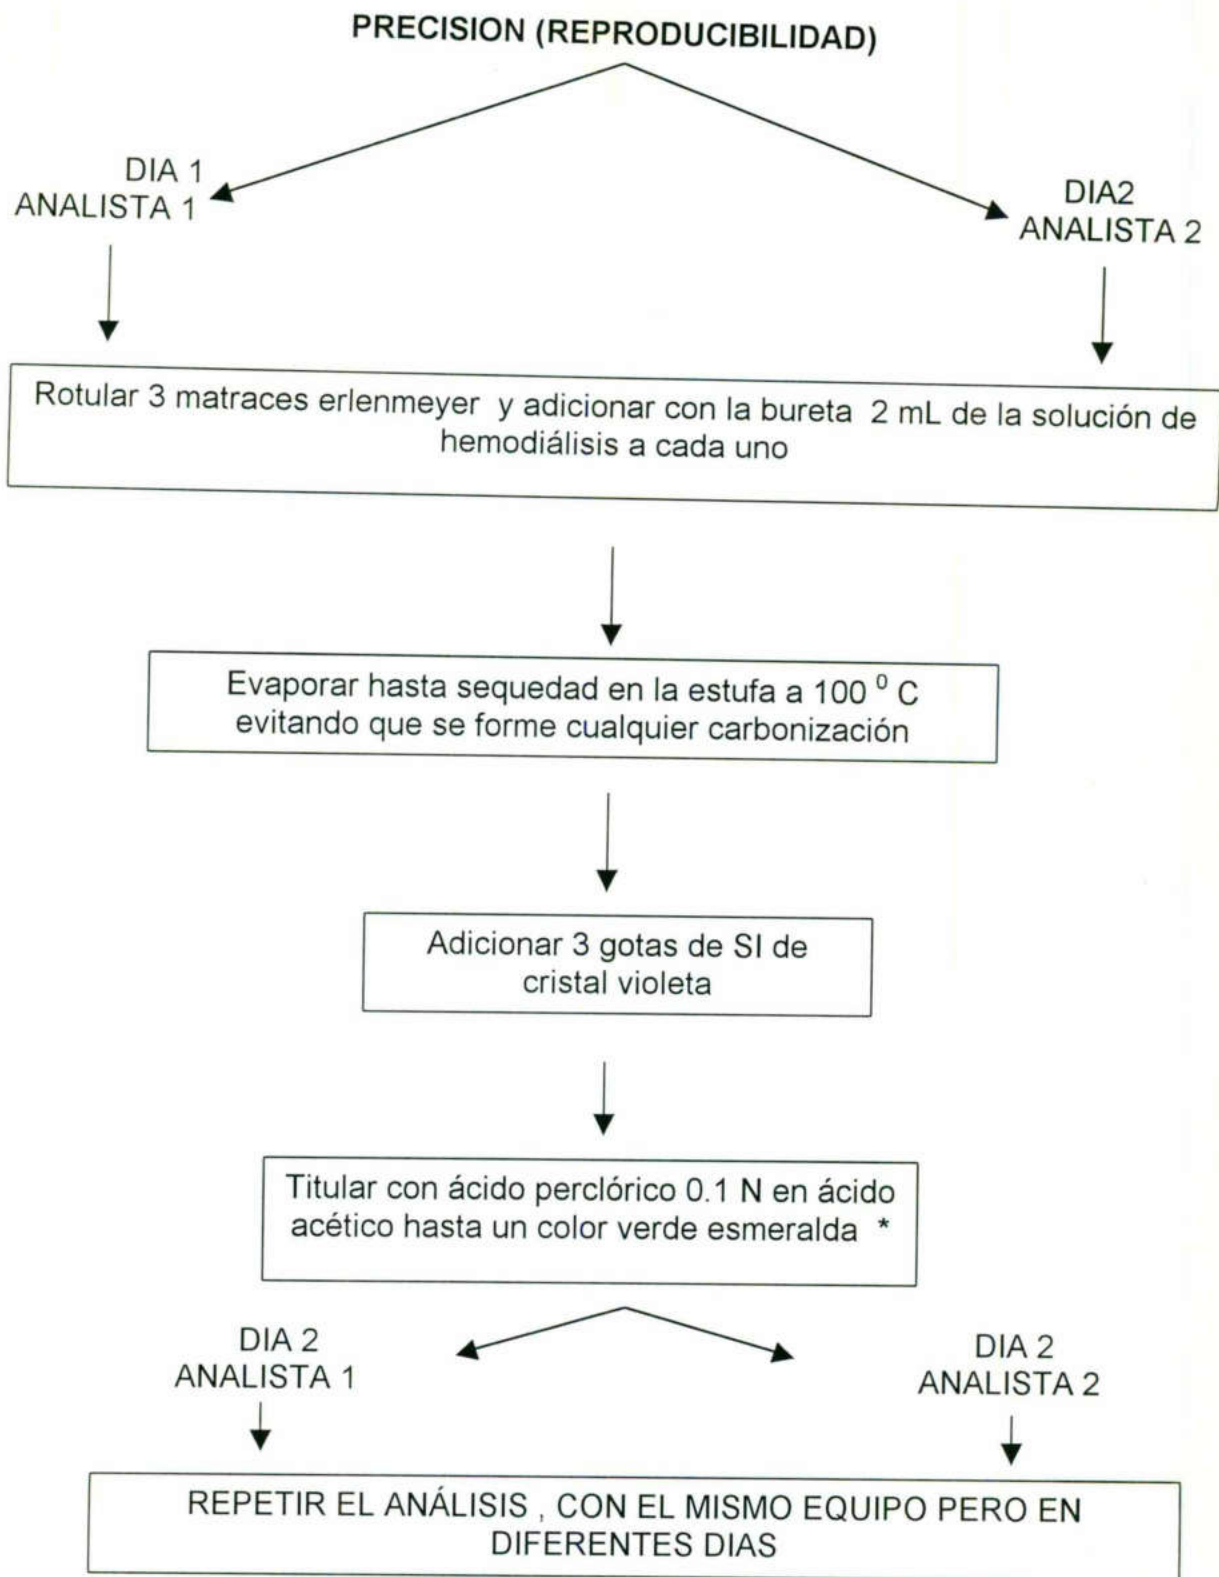 PRECISION (REPRODUCIBILIDAD)
DIA 1
ANALISTA 1
DIA2
ANALISTA 2
Rotular 3 matraces erlenmeyer y adicionar con la bureta 2 mL de la solución de
hemodiálisis a cada uno
Evaporar hasta sequedad en la estufa a 100 ⁰ C
evitando que se forme cualquier carbonización
Adicionar 3 gotas de SI de
cristal violeta
Titular con ácido perclórico 0.1 N en ácido
acético hasta un color verde esmeralda *
DIA 2
ANALISTA 1
DIA 2
ANALISTA 2
REPETIR EL ANÁLISIS , CON EL MISMO EQUIPO PERO EN
DIFERENTES DIAS